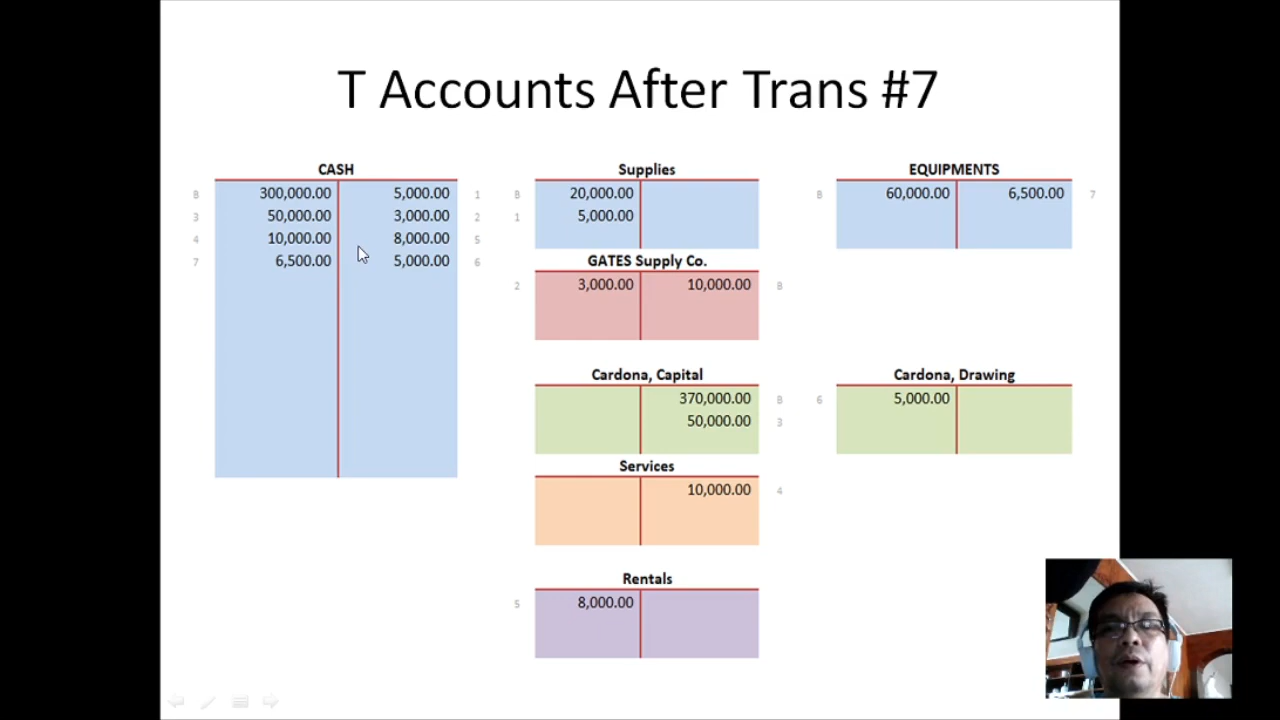 T Accounts After Trans #7
CASH
B 300,000.00 5,000.00 1
3 50,000.00 3,000.00 2
4 10,000.00 8,000.00 5
7 6,500.00 5,000.00 6
Supplies
B 20,000.00
1 5,000.00
EQUIPMENTS
B 60,000.00 6,500.00 7
GATES Supply Co.
2 3,000.00 10,000.00 B
Cardona, Capital
370,000.00 B
50,000.00 3
Cardona, Drawing
6 5,000.00
Services
10,000.00 4
Rentals
5 8,000.00